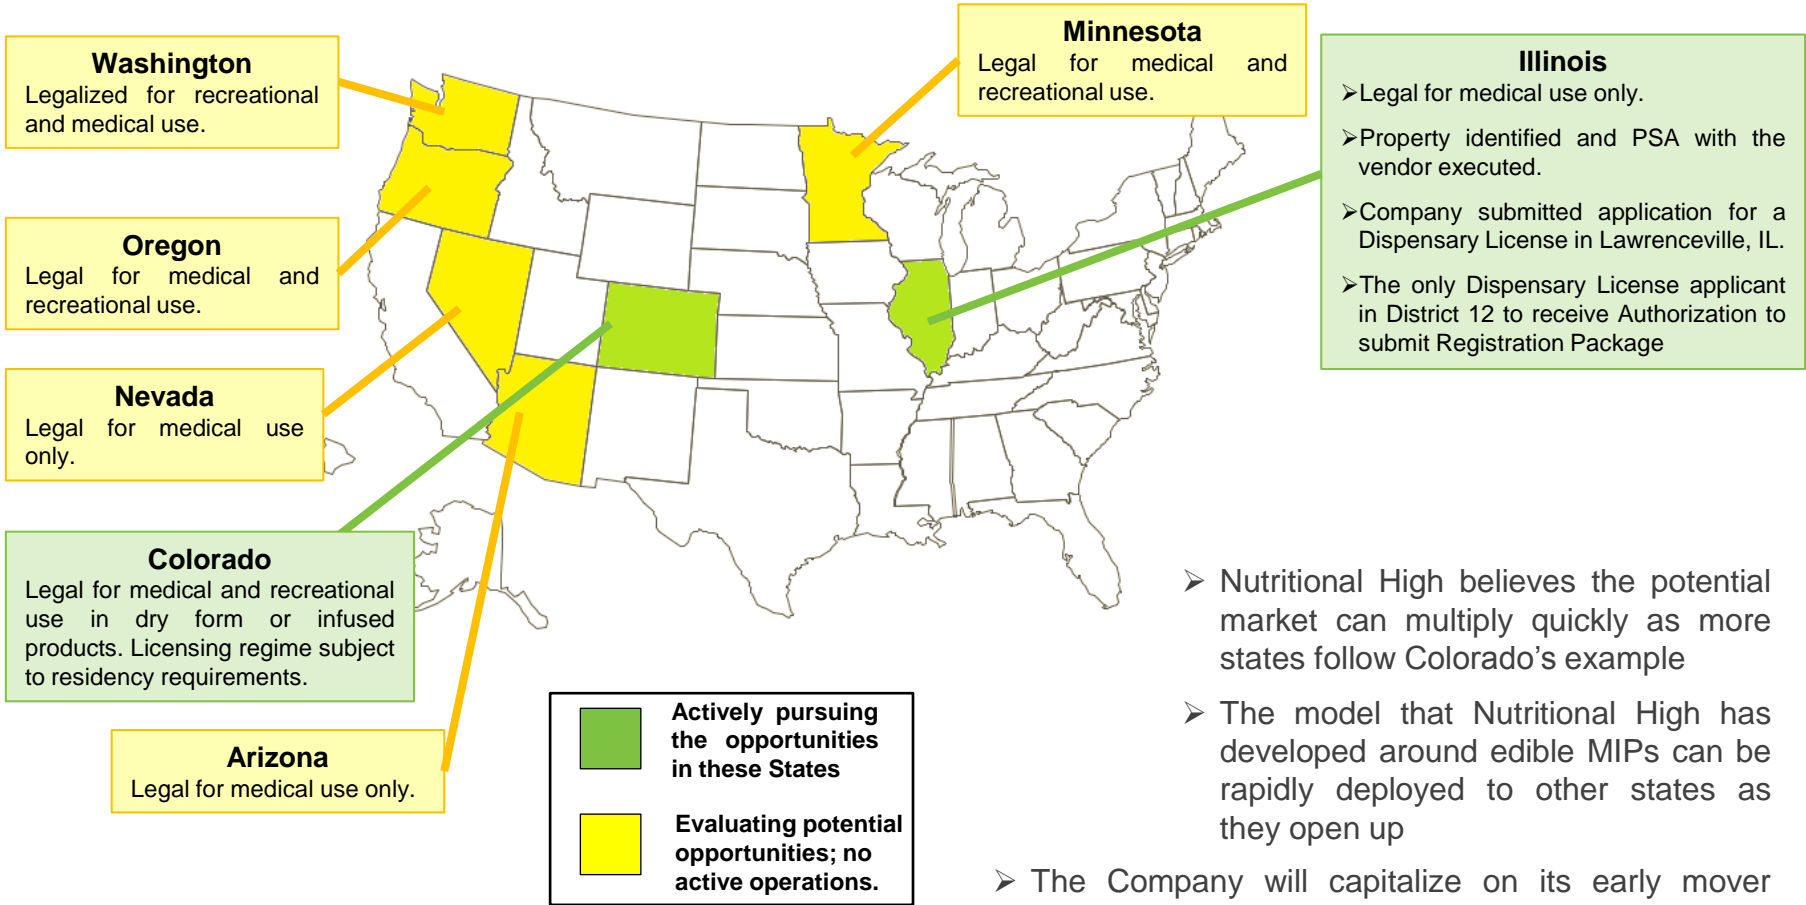 Washington
Legalized for recreational
and medical use.
Oregon
Legal for medical and
recreational use.
Nevada
Legal for medical use
only.
Colorado
Legal for medical and recreational
use in dry form or infused
products. Licensing regime subject
to residency requirements.
Arizona
Legal for medical use only.
Minnesota
Legal for medical and
recreational use.
Illinois
➢Legal for medical use only.
➢Property identified and PSA with the
vendor executed.
➢Company submitted application for a
Dispensary License in Lawrenceville, IL.
➢The only Dispensary License applicant
in District 12 to receive Authorization to
submit Registration Package
Actively pursuing
the opportunities
in these States
Evaluating potential
opportunities; no
active operations.
➢ Nutritional High believes the potential
market can multiply quickly as more
states follow Colorado's example
➢ The model that Nutritional High has
developed around edible MIPs can be
rapidly deployed to other states as
they open up
➢ The Company will capitalize on its early mover